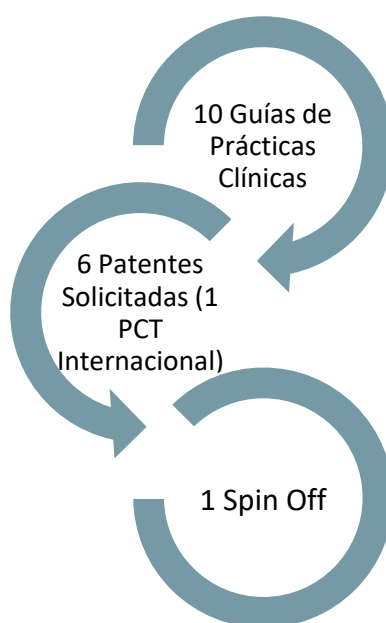 10 Guías de
Prácticas
Clínicas
6 Patentes
Solicitadas (1
PCT
Internacional)
1 Spin Off